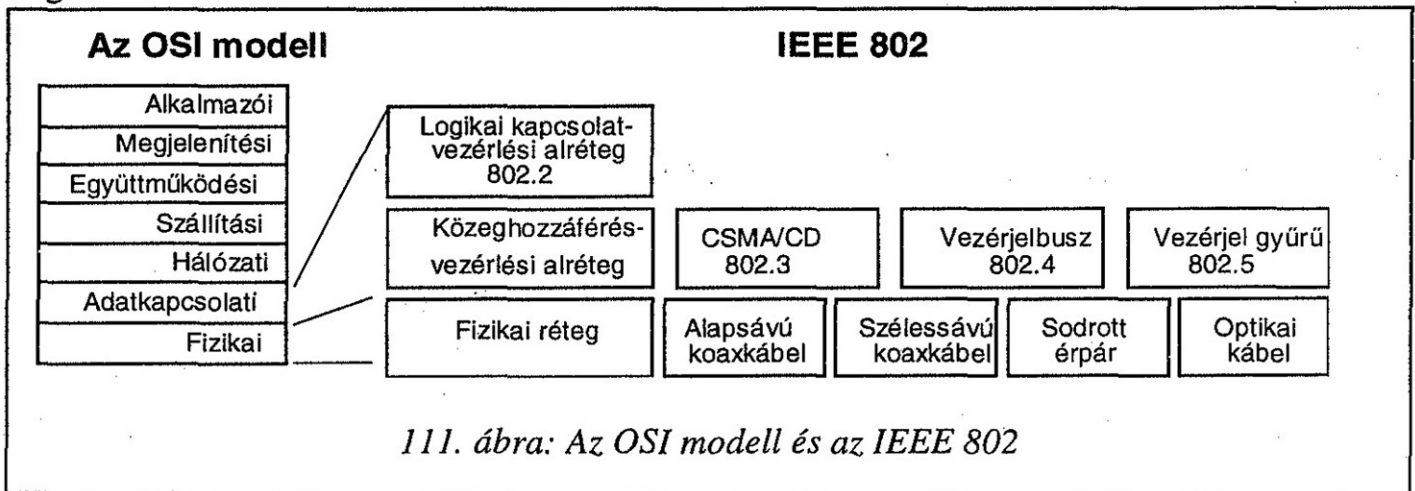 Az OSI modell
IEEE 802
Alkalmazói
Megjelenítési
Együttműködési
Szállítási
Hálózati
Adatkapcsolati
Fizikai
Logikai kapcsolat-
vezérlési alréteg
802.2
Közeghozzáférés-
vezérlési alréteg
CSMA/CD
802.3
Vezérjelbusz
802.4
Vezérjel gyűrű
802.5
Fizikai réteg
Alapsávú
koaxkábel
Szélessávú
koaxkábel
Sodrott
érpár
Optikai
kábel
111. ábra: Az OSI modell és az IEEE 802